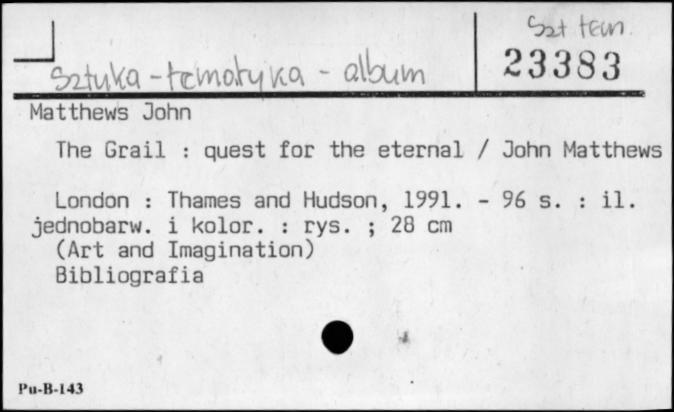 Szt tem.
23383
Sztuka - tematyka - album
Matthews John
The Grail : quest for the eternal / John Matthews
London : Thames and Hudson, 1991. - 96 s. : il.
jednobarw. i kolor. : rys. ; 28 cm
(Art and Imagination)
Bibliografia
Pu-B-143